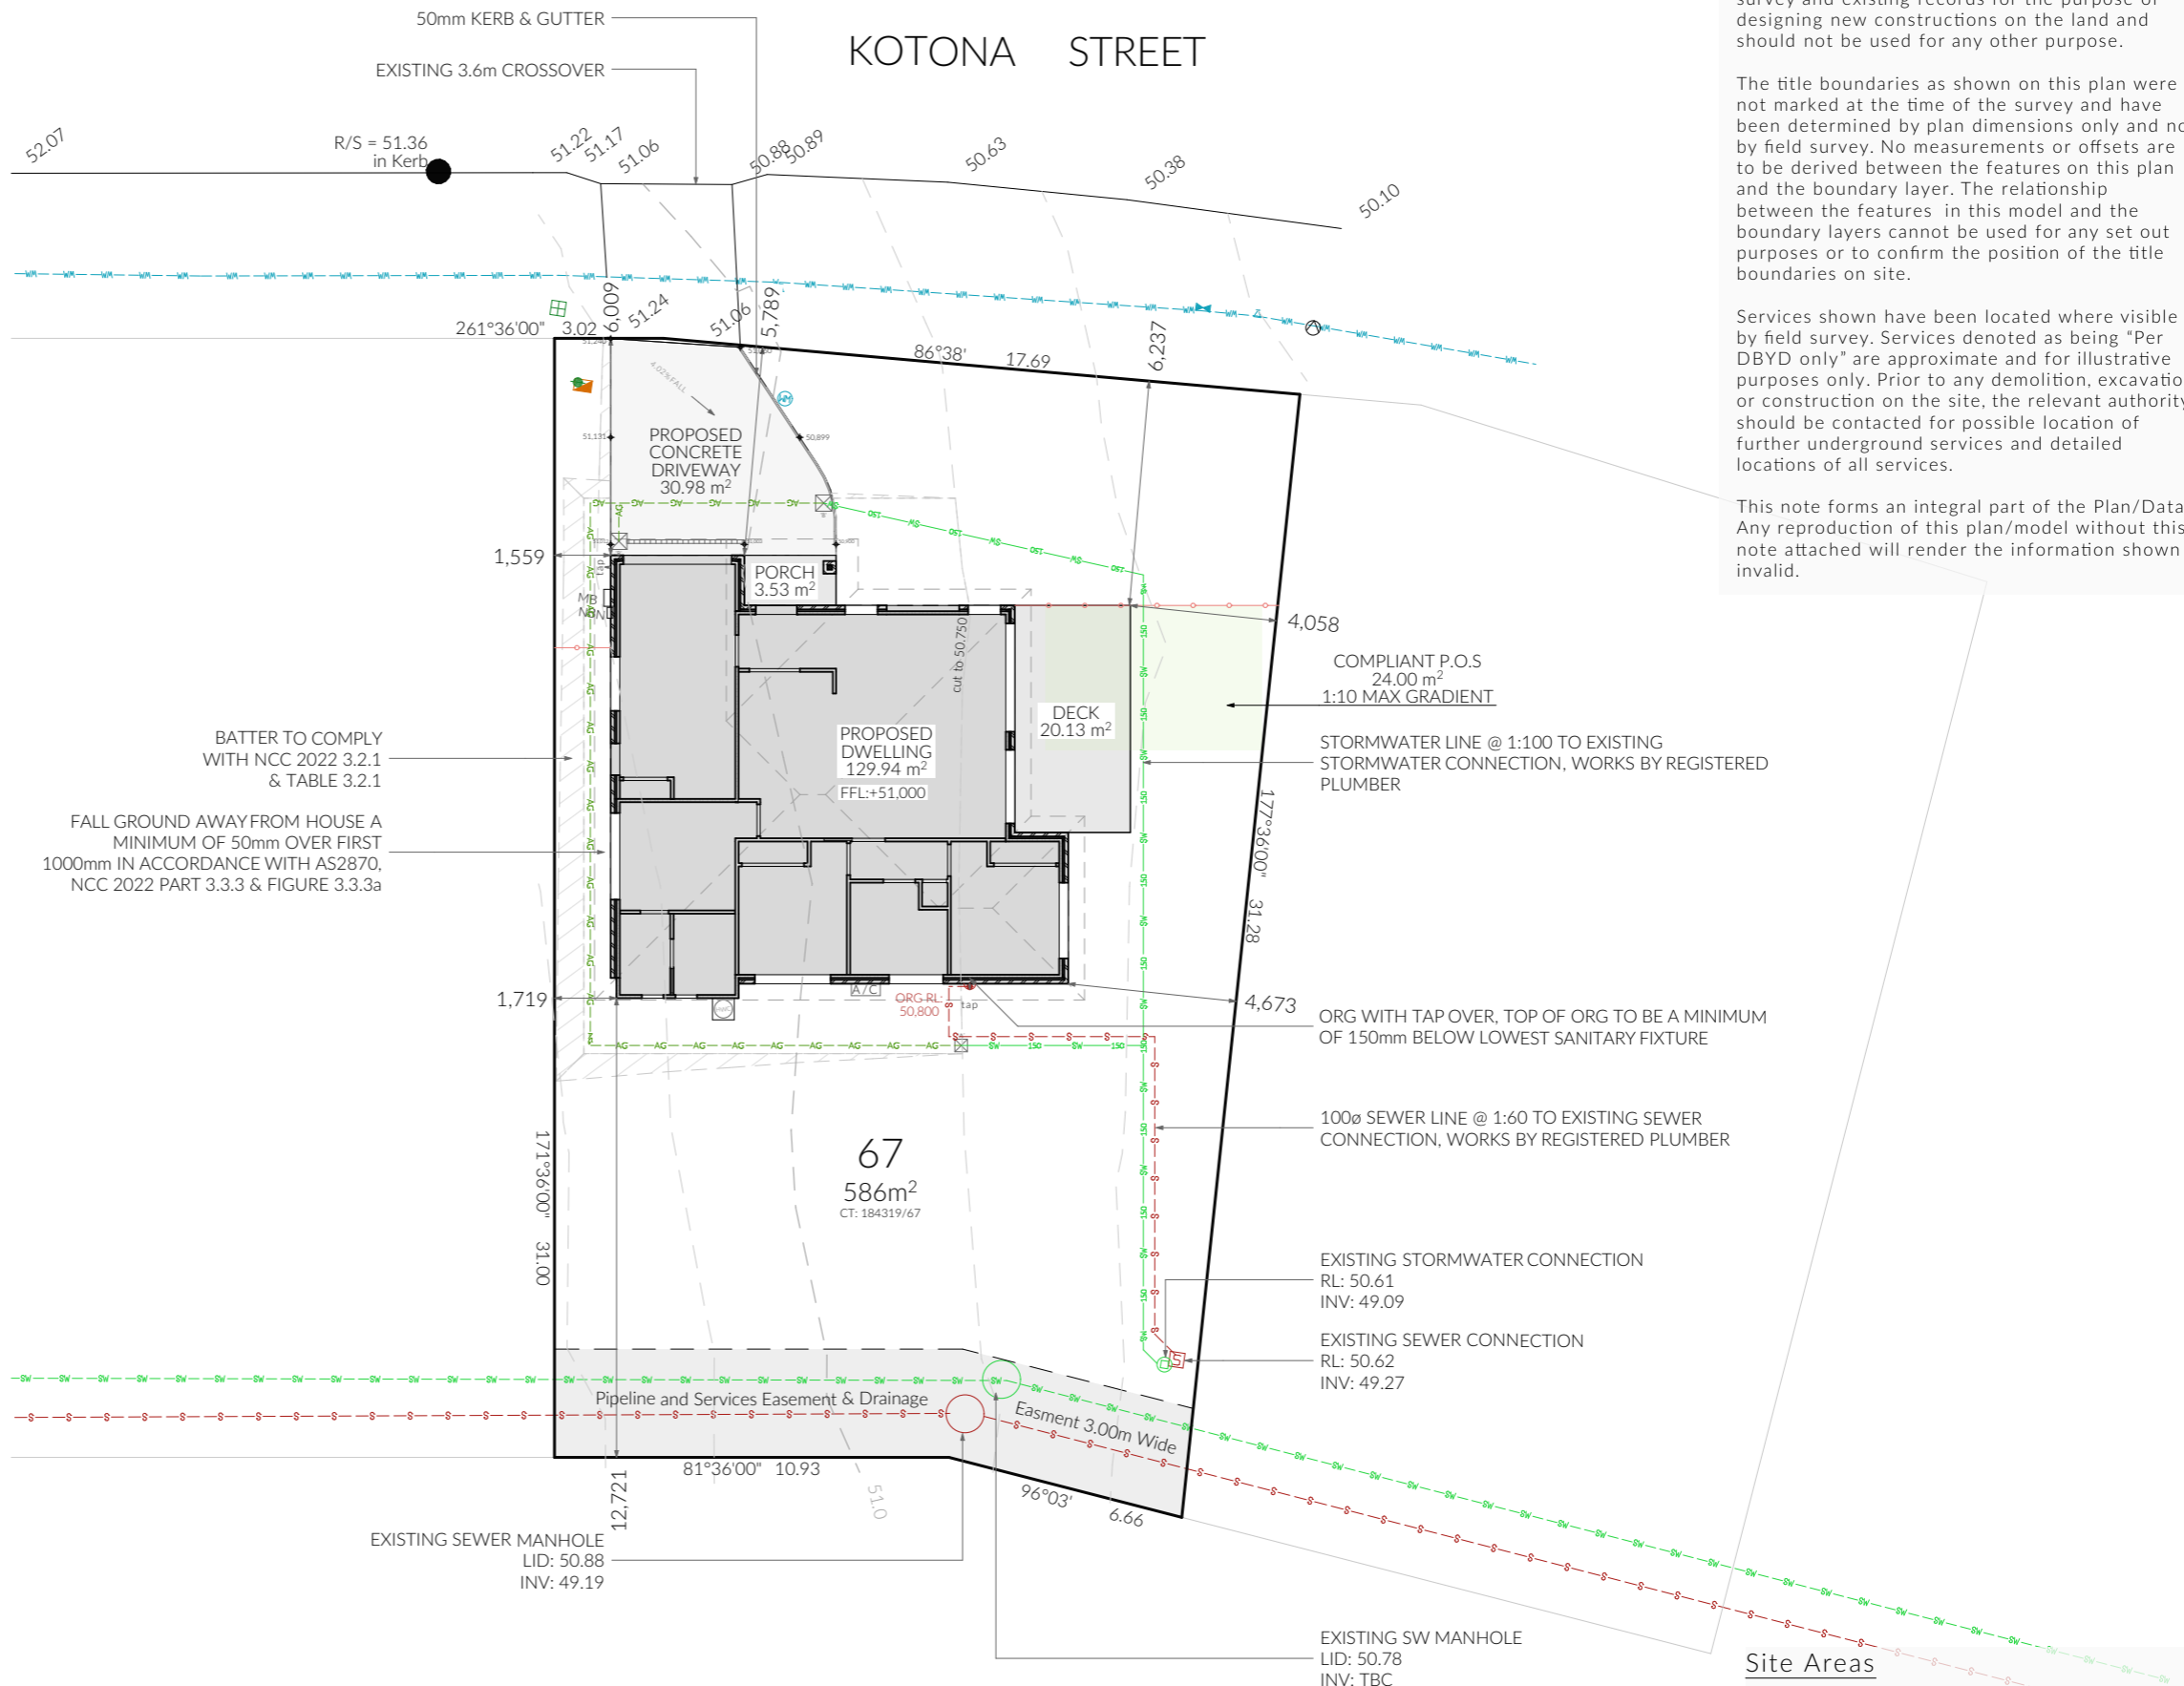 50mm KERB & GUTTER
KOTONA STREET
EXISTING 3.6m CROSSOVER
52.07
R/S = 51.36
in Kerb
51.22
51.17
51.06
50.88
50.89
50.63
50.38
50.10
survey and existing records for the purpose of
designing new constructions on the land and
should not be used for any other purpose.
The title boundaries as shown on this plan were
not marked at the time of the survey and have
been determined by plan dimensions only and
by field survey. No measurements or offsets are
to be derived between the features on this plan
and the boundary layer. The relationship
between the features in this model and the
boundary layers cannot be used for any set out
purposes or to confirm the position of the title
boundaries on site.
Services shown have been located where visible
by field survey. Services denoted as being "Per
DBYD only" are approximate and for illustrative
purposes only. Prior to any demolition,
or construction on the site, the relevant
should be contacted for possible location of
further underground services and detailed
locations of all services.
This note forms an integral part of the Plan/Data
Any reproduction of this plan/model without this
note attached will render the information shown
invalid.
261°36'00" 3.02
6,009
51.24
51.06
5,789
86°38' 17.69
6,237
4.02% FALL
51,131
50,899
PROPOSED
CONCRETE
DRIVEWAY
30.98 m²
1,559
tap
MB
PORCH
3.53 m²
cut to 50.750
4,058
COMPLIANT P.O.S
24.00 m²
1:10 MAX GRADIENT
DECK
20.13 m²
PROPOSED
DWELLING
129.94 m²
FFL:+51,000
BATTER TO COMPLY
WITH NCC 2022 3.2.1
& TABLE 3.2.1
STORMWATER LINE @ 1:100 TO EXISTING
STORMWATER CONNECTION, WORKS BY REGISTERED
PLUMBER
FALL GROUND AWAY FROM HOUSE A
MINIMUM OF 50mm OVER FIRST
1000mm IN ACCORDANCE WITH AS2870,
NCC 2022 PART 3.3.3 & FIGURE 3.3.3a
177°36'00" 31.28
1,719
A/C
ORG RL:
50,800
tap
4,673
ORG WITH TAP OVER, TOP OF ORG TO BE A MINIMUM
OF 150mm BELOW LOWEST SANITARY FIXTURE
100ø SEWER LINE @ 1:60 TO EXISTING SEWER
CONNECTION, WORKS BY REGISTERED PLUMBER
171°36'00" 31.00
67
586m²
CT: 184319/67
EXISTING STORMWATER CONNECTION
RL: 50.61
INV: 49.09
EXISTING SEWER CONNECTION
RL: 50.62
INV: 49.27
Pipeline and Services Easement & Drainage
Easment 3.00m Wide
81°36'00" 10.93
12,721
51.0
96°03' 6.66
EXISTING SEWER MANHOLE
LID: 50.88
INV: 49.19
EXISTING SW MANHOLE
LID: 50.78
INV: TBC
Site Areas